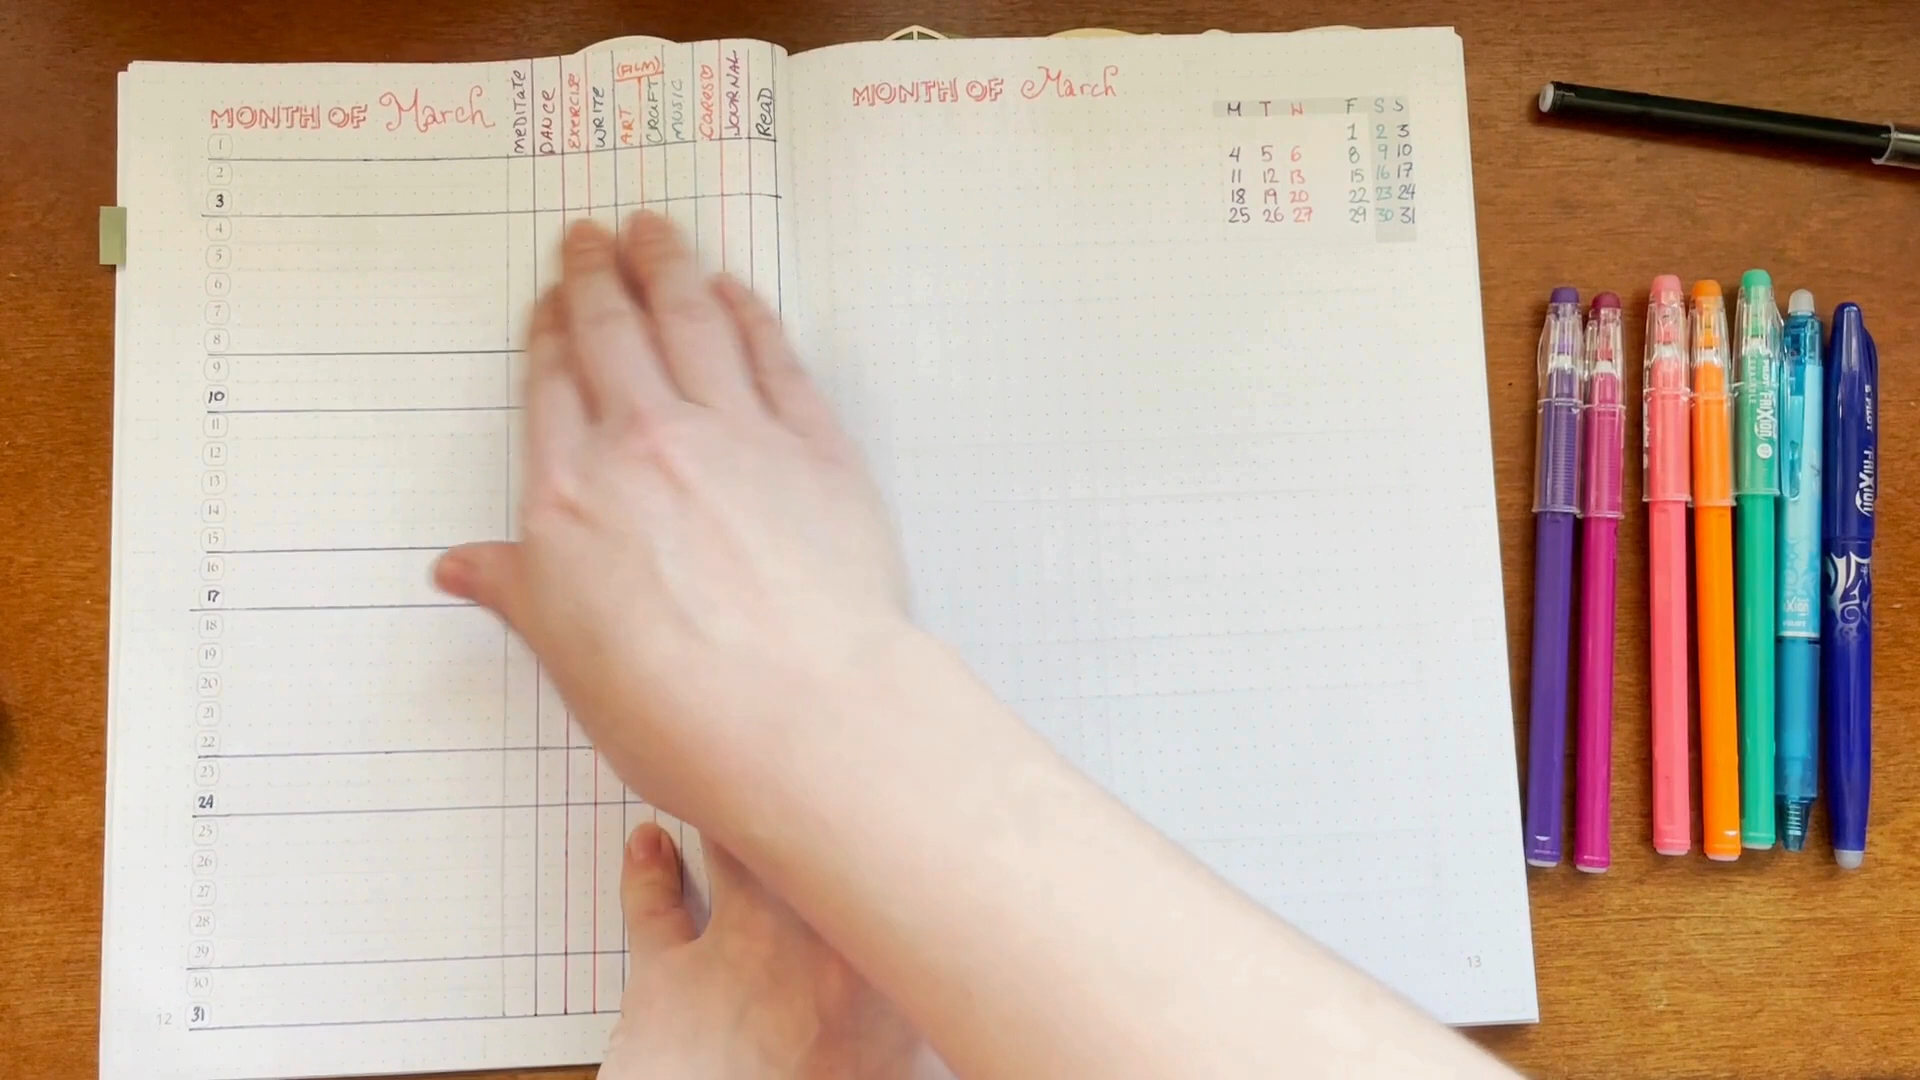 MONTH OF March
MEDITATE
DANCE
EXERCISE
WRITE
(FILM)
ART
CRAFT
MUSIC
CARES
JOURNAL
READ
1
2
3
4
5
6
7
8
9
10
11
12
13
14
15
16
17
18
19
20
21
22
23
24
25
26
27
28
29
30
31
12
MONTH OF March
M T W F S S
1 2 3
4 5 6 8 9 10
11 12 13 15 16 17
18 19 20 22 23 24
25 26 27 29 30 31
13
FriXion
PILOT FriXion